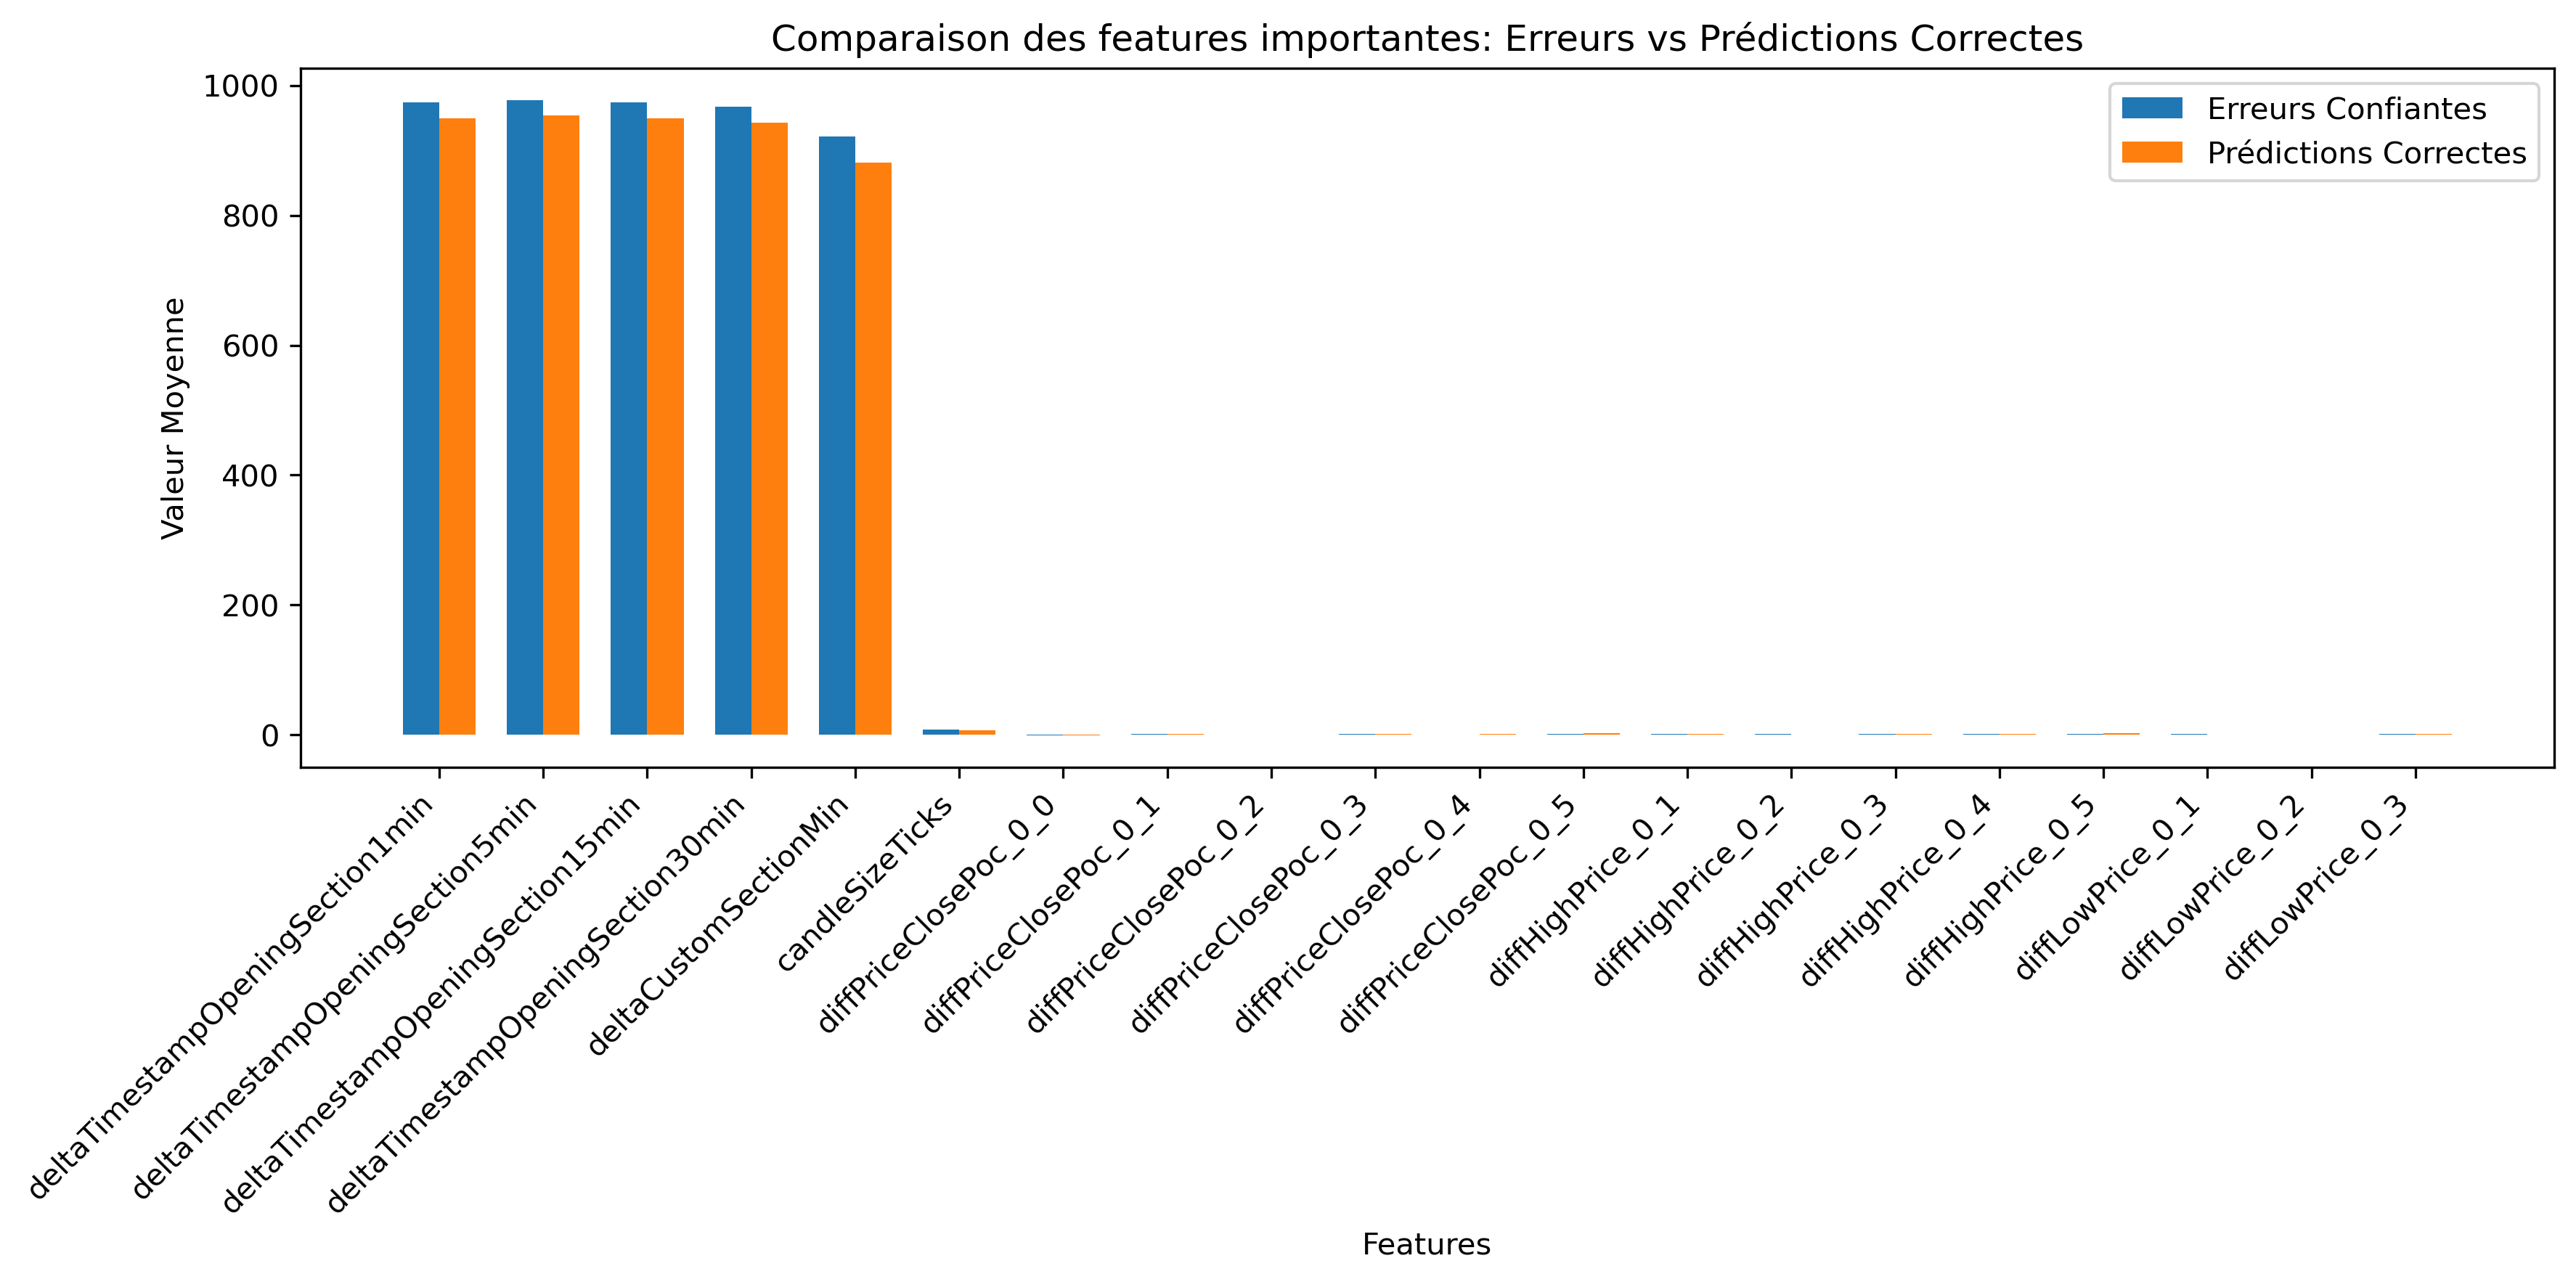 Comparaison des features importantes: Erreurs vs Prédictions Correctes
Erreurs Confiantes
Prédictions Correctes
Valeur Moyenne
1000
800
600
400
200
0
deltaTimestampOpeningSection1min
deltaTimestampOpeningSection5min
deltaTimestampOpeningSection15min
deltaTimestampOpeningSection30min
deltaCustomSectionMin
candleSizeTicks
diffPriceClosePoc_0_0
diffPriceClosePoc_0_1
diffPriceClosePoc_0_2
diffPriceClosePoc_0_3
diffPriceClosePoc_0_4
diffPriceClosePoc_0_5
diffHighPrice_0_1
diffHighPrice_0_2
diffHighPrice_0_3
diffHighPrice_0_4
diffHighPrice_0_5
diffLowPrice_0_1
diffLowPrice_0_2
diffLowPrice_0_3
Features